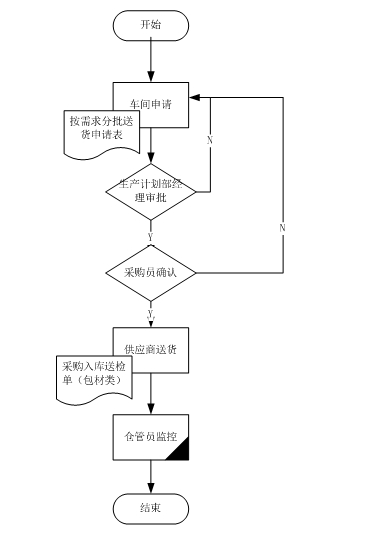 开始
车间申请
按需求分批送
货申请表
N
生产计划部经
理审批
Y
N
采购员确认
y,
供应商送货
采购入库送检
单（包材类）
仓管员监控
结束